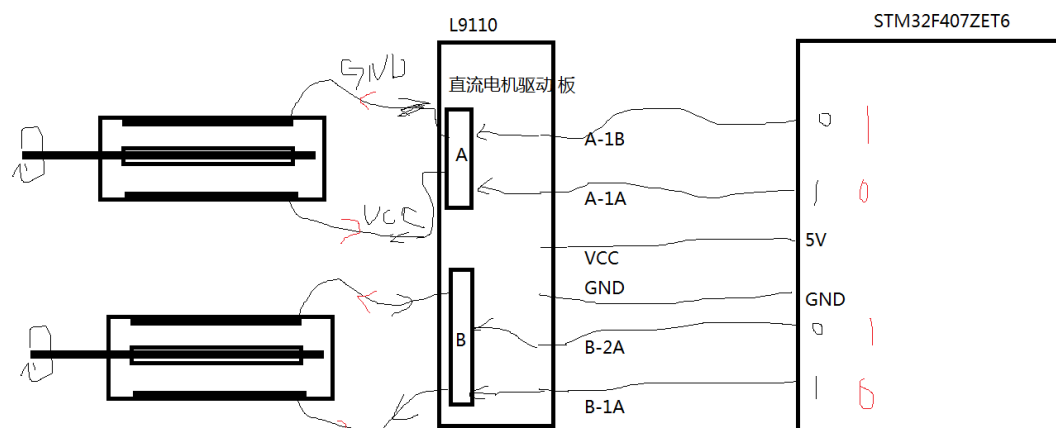 STM32F407ZET6
L9110
GND
直流电机驱动 板
A-1B
0 1
A
A-1A
1 0
VCC
5V
VCC
GND
GND
B-2A
0 1
B
B-1A
1 0